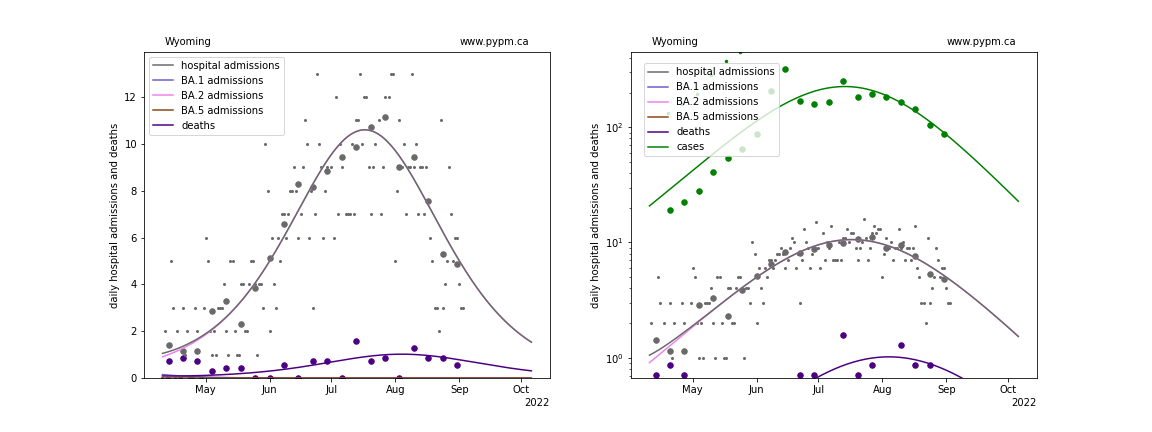 Wyoming
www.pypm.ca
hospital admissions
BA.1 admissions
BA.2 admissions
BA.5 admissions
deaths
daily hospital admissions and deaths
12
10
8
6
4
2
0
May
Jun
Jul
Aug
Sep
Oct
2022
Wyoming
www.pypm.ca
hospital admissions
BA.1 admissions
BA.2 admissions
BA.5 admissions
deaths
cases
daily hospital admissions and deaths
10²
10¹
10⁰
May
Jun
Jul
Aug
Sep
Oct
2022